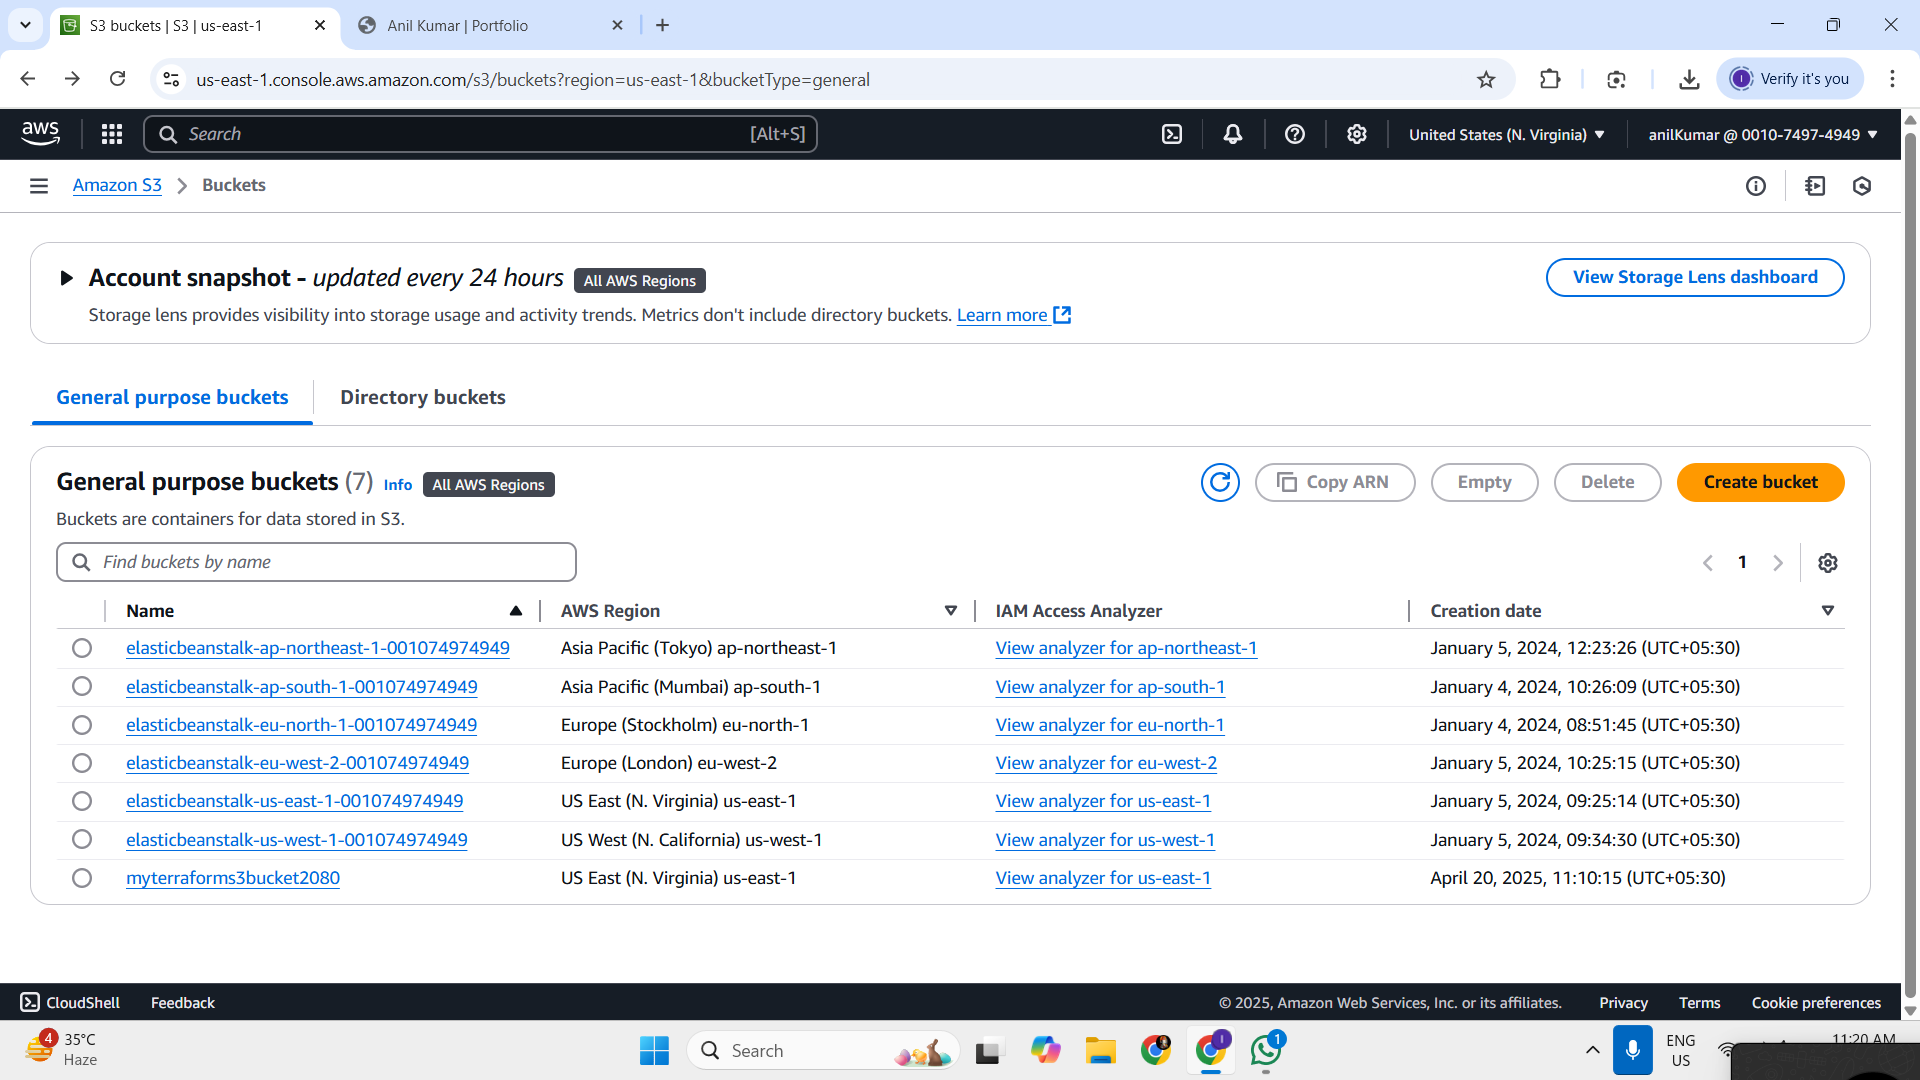 S3 buckets | S3 | us-east-1
Anil Kumar | Portfolio
us-east-1.console.aws.amazon.com/s3/buckets?region=us-east-1&bucketType=general
Verify it's you
aws
Search
[Alt+S]
United States (N. Virginia)
anilKumar @ 0010-7497-4949
Amazon S3
Buckets
Account snapshot - updated every 24 hours
All AWS Regions
View Storage Lens dashboard
Storage lens provides visibility into storage usage and activity trends. Metrics don't include directory buckets. Learn more
General purpose buckets
Directory buckets
General purpose buckets (7)
Info
All AWS Regions
Copy ARN
Empty
Delete
Create bucket
Buckets are containers for data stored in S3.
Find buckets by name
1
Name
AWS Region
IAM Access Analyzer
Creation date
elasticbeanstalk-ap-northeast-1-001074974949
Asia Pacific (Tokyo) ap-northeast-1
View analyzer for ap-northeast-1
January 5, 2024, 12:23:26 (UTC+05:30)
elasticbeanstalk-ap-south-1-001074974949
Asia Pacific (Mumbai) ap-south-1
View analyzer for ap-south-1
January 4, 2024, 10:26:09 (UTC+05:30)
elasticbeanstalk-eu-north-1-001074974949
Europe (Stockholm) eu-north-1
View analyzer for eu-north-1
January 4, 2024, 08:51:45 (UTC+05:30)
elasticbeanstalk-eu-west-2-001074974949
Europe (London) eu-west-2
View analyzer for eu-west-2
January 5, 2024, 10:25:15 (UTC+05:30)
elasticbeanstalk-us-east-1-001074974949
US East (N. Virginia) us-east-1
View analyzer for us-east-1
January 5, 2024, 09:25:14 (UTC+05:30)
elasticbeanstalk-us-west-1-001074974949
US West (N. California) us-west-1
View analyzer for us-west-1
January 5, 2024, 09:34:30 (UTC+05:30)
myterraforms3bucket2080
US East (N. Virginia) us-east-1
View analyzer for us-east-1
April 20, 2025, 11:10:15 (UTC+05:30)
CloudShell
Feedback
© 2025, Amazon Web Services, Inc. or its affiliates.
Privacy
Terms
Cookie preferences
4
35°C
Haze
Search
I
1
ENG
US
11:20 AM